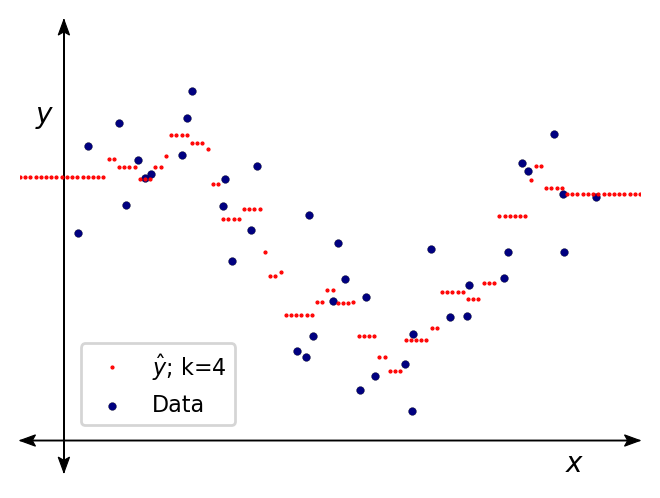 y
ŷ; k=4
Data
x